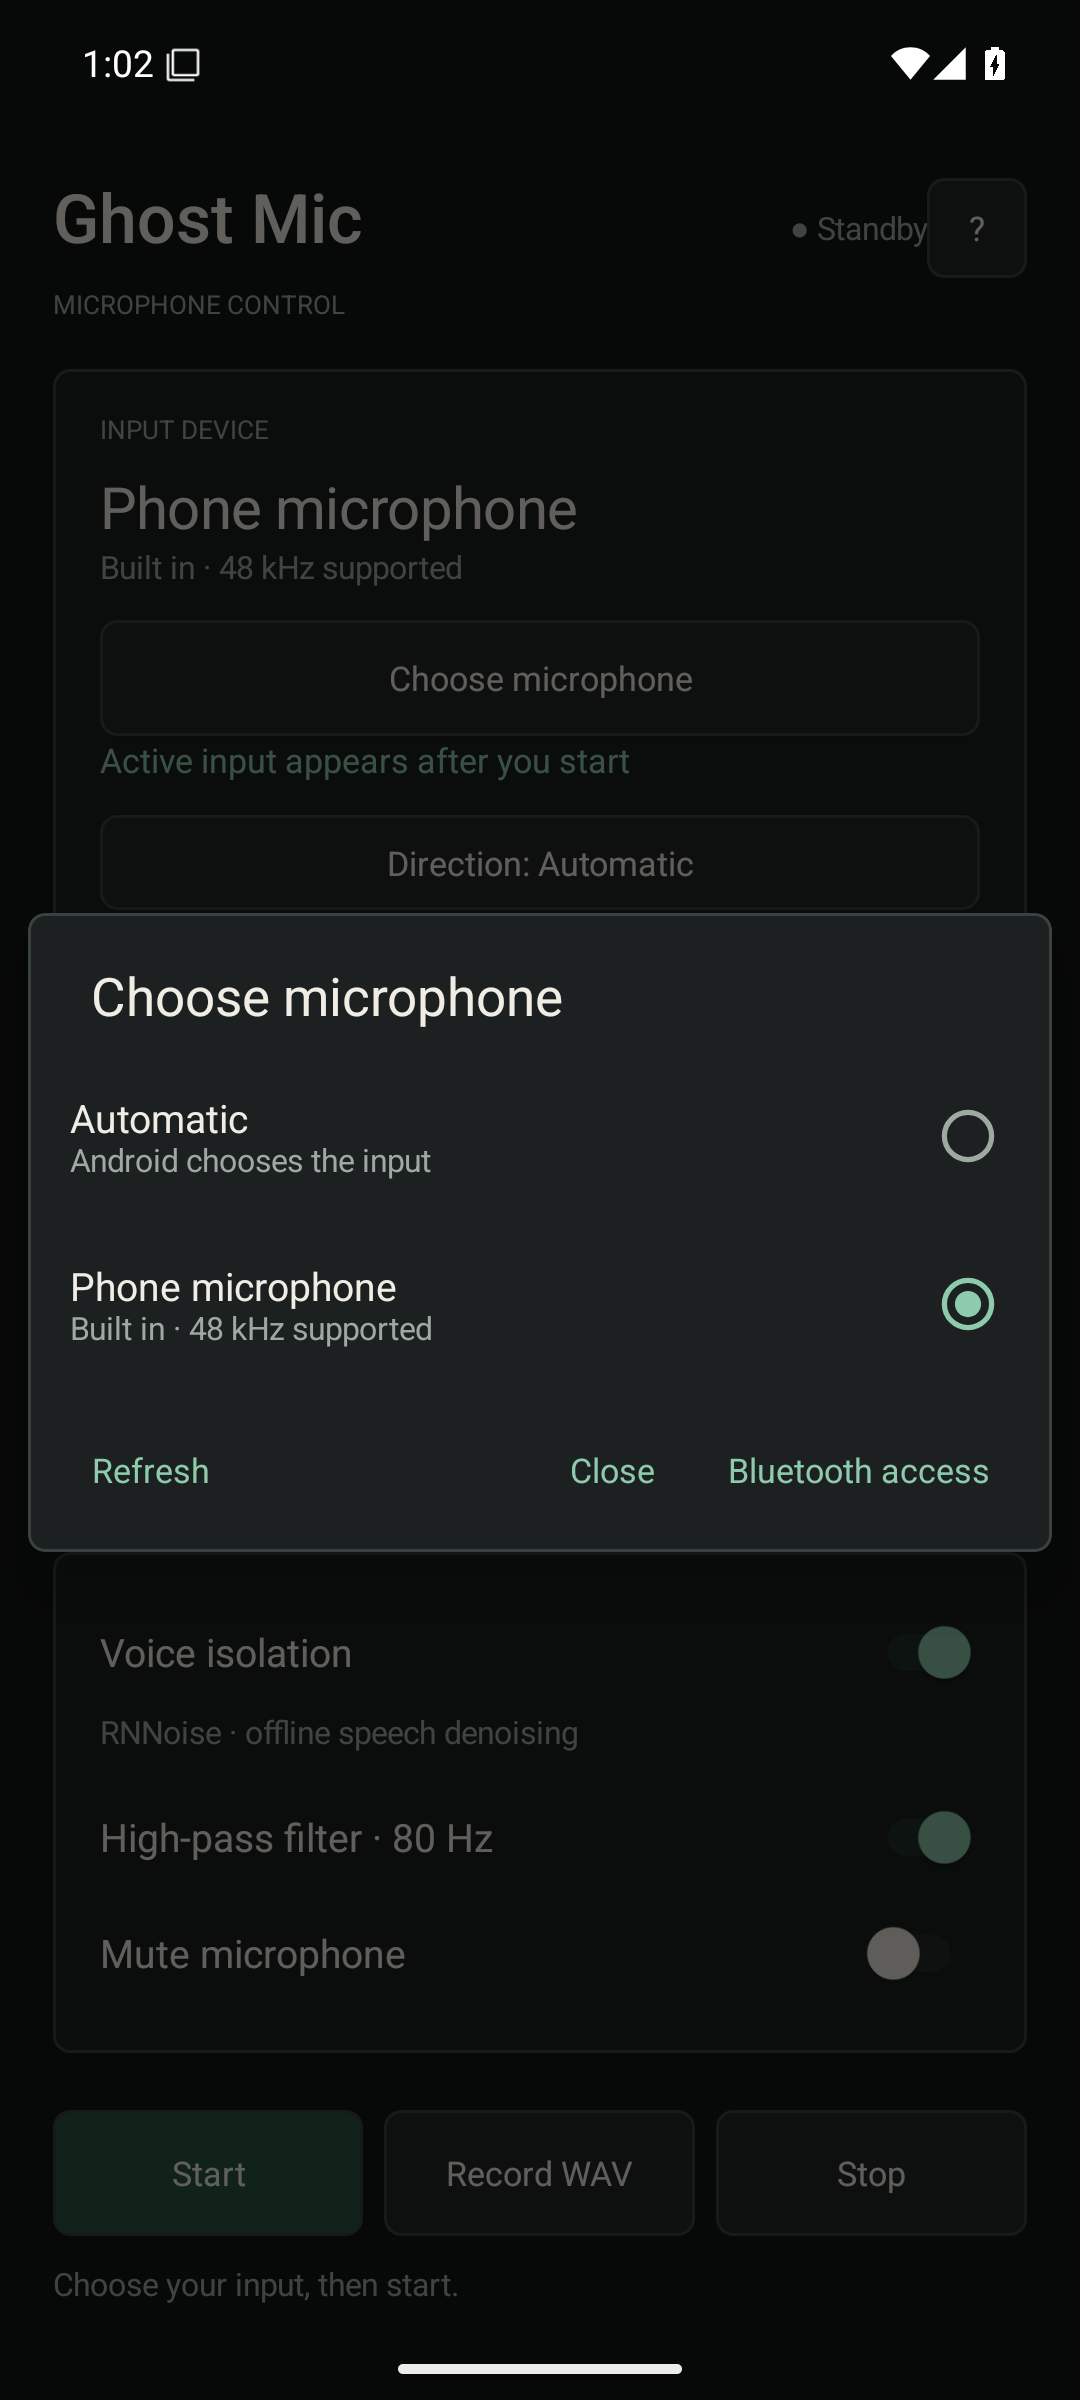 1:02
Ghost Mic
Standby
?
MICROPHONE CONTROL
INPUT DEVICE
Phone microphone
Built in · 48 kHz supported
Choose microphone
Active input appears after you start
Direction: Automatic
Choose microphone
Automatic
Android chooses the input
Phone microphone
Built in · 48 kHz supported
Refresh
Close
Bluetooth access
Voice isolation
RNNoise · offline speech denoising
High-pass filter · 80 Hz
Mute microphone
Start
Record WAV
Stop
Choose your input, then start.